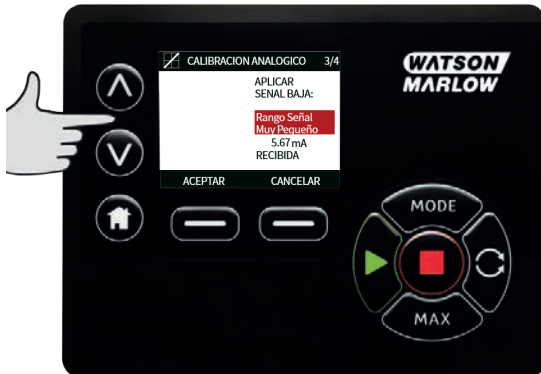 CALIBRACION ANALOGICO 3/4
APLICAR
SENAL BAJA:
Rango Señal
Muy Pequeño
5.67 mA
RECIBIDA
ACEPTAR CANCELAR
WATSON
MARLOW
MODE
MAX